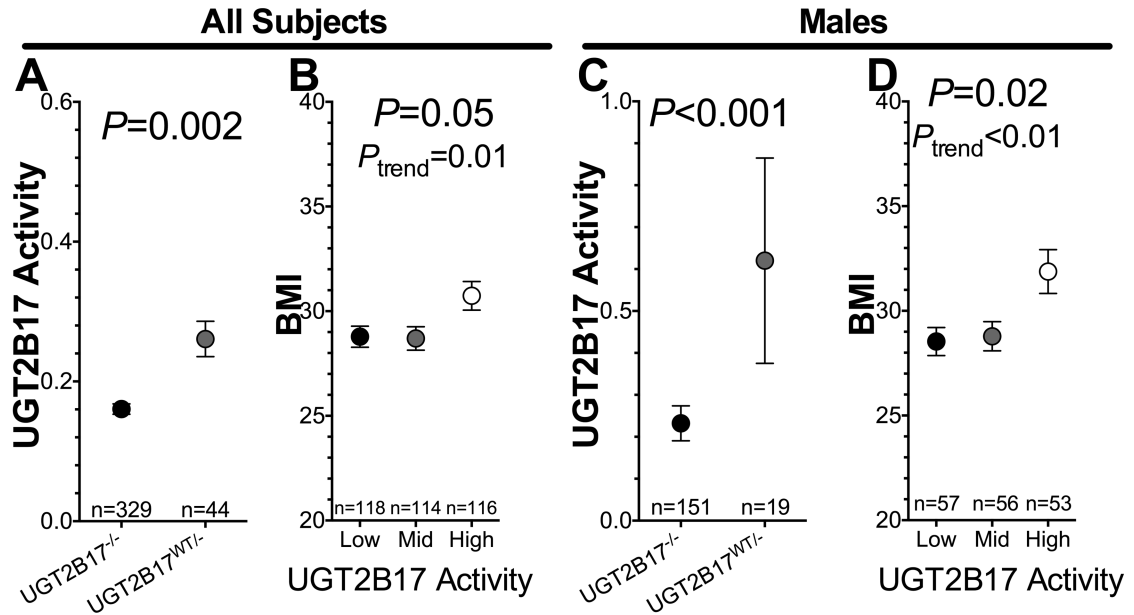 All Subjects
Males
A
B
C
D
P=0.002
P=0.05
Ptrend=0.01
P<0.001
P=0.02
Ptrend<0.01
UGT2B17 Activity
0.6
0.4
0.2
0.0
n=329 n=44
UGT2B17-/-
UGT2B17WT/-
BMI
40
35
30
25
20
n=118 n=114 n=116
Low Mid High
UGT2B17 Activity
UGT2B17 Activity
1.0
0.5
0.0
n=151 n=19
UGT2B17-/-
UGT2B17WT/-
BMI
40
35
30
25
20
n=57 n=56 n=53
Low Mid High
UGT2B17 Activity